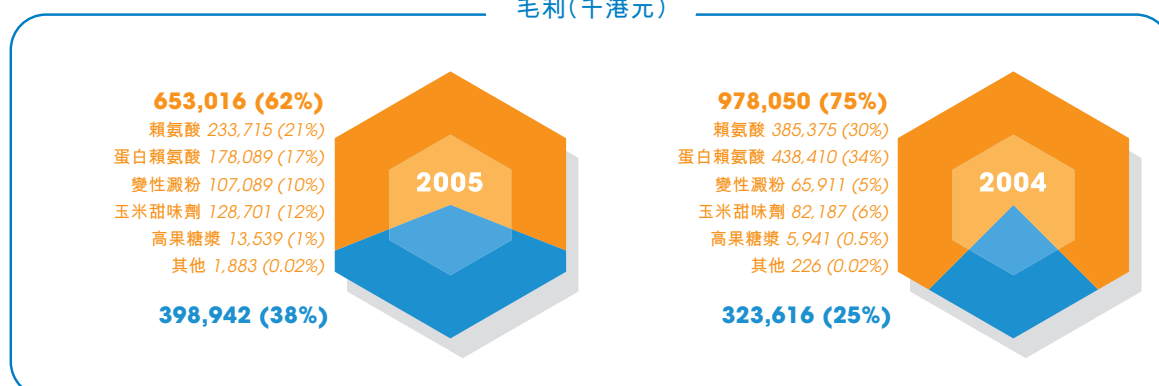 毛利（千港元）
653,016 (62%)
賴氨酸 233,715 (21%)
蛋白賴氨酸 178,089 (17%)
變性澱粉 107,089 (10%)
玉米甜味劑 128,701 (12%)
高果糖漿 13,539 (1%)
其他 1,883 (0.02%)
398,942 (38%)
2005
978,050 (75%)
賴氨酸 385,375 (30%)
蛋白賴氨酸 438,410 (34%)
變性澱粉 65,911 (5%)
玉米甜味劑 82,187 (6%)
高果糖漿 5,941 (0.5%)
其他 226 (0.02%)
323,616 (25%)
2004